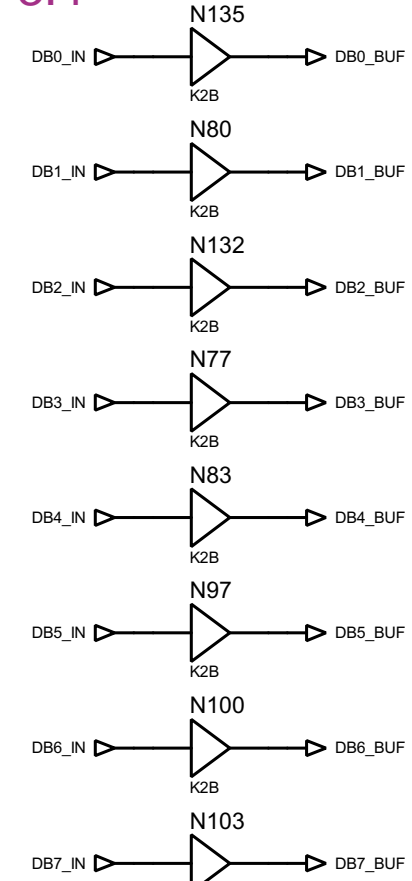 N135
DB0_IN DB0_BUF
K2B
N80
DB1_IN DB1_BUF
K2B
N132
DB2_IN DB2_BUF
K2B
N77
DB3_IN DB3_BUF
K2B
N83
DB4_IN DB4_BUF
K2B
N97
DB5_IN DB5_BUF
K2B
N100
DB6_IN DB6_BUF
K2B
N103
DB7_IN DB7_BUF